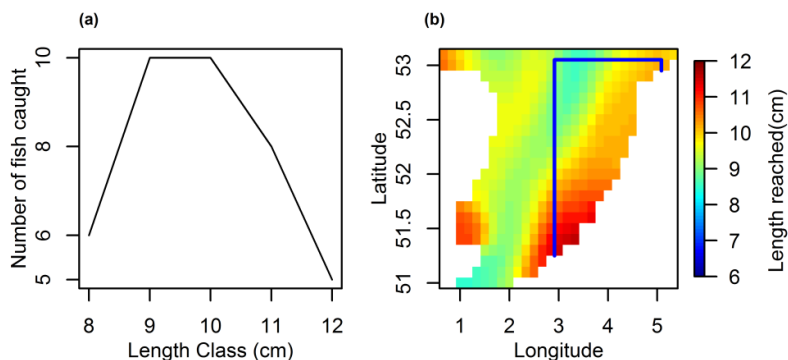 (a)
Number of fish caught
10
8
6
5
8 9 10 11 12
Length Class (cm)
(b)
Latitude
53
52.5
52
51.5
51
1 2 3 4 5
Longitude
12
11
10
9
8
7
6
Length reached(cm)